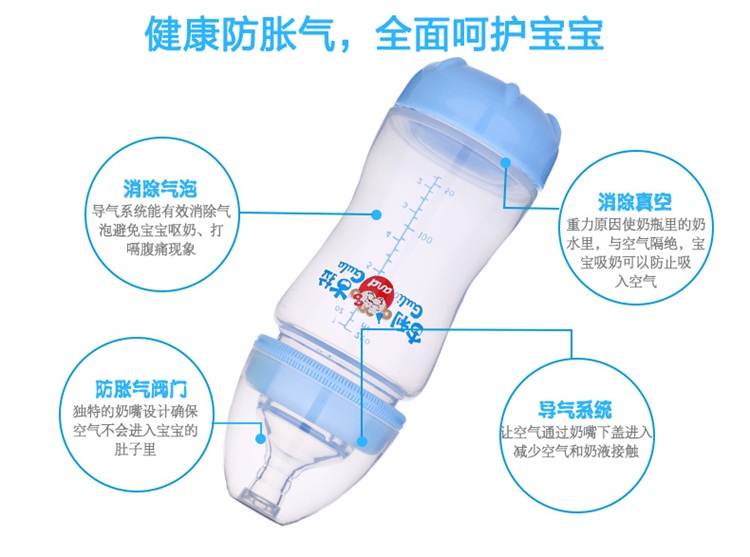 健康防胀气，全面呵护宝宝
消除气泡
导气系统能有效消除气
泡避免宝宝呕奶、打
嗝腹痛现象
消除真空
重力原因使奶瓶里的奶
水里，与空气隔绝，宝
宝吸奶可以防止吸
入空气
防胀气阀门
独特的奶嘴设计确保
空气不会进入宝宝的
肚子里
导气系统
让空气通过奶嘴下盖进入
减少空气和奶液接触
吉利
and
古拉
100